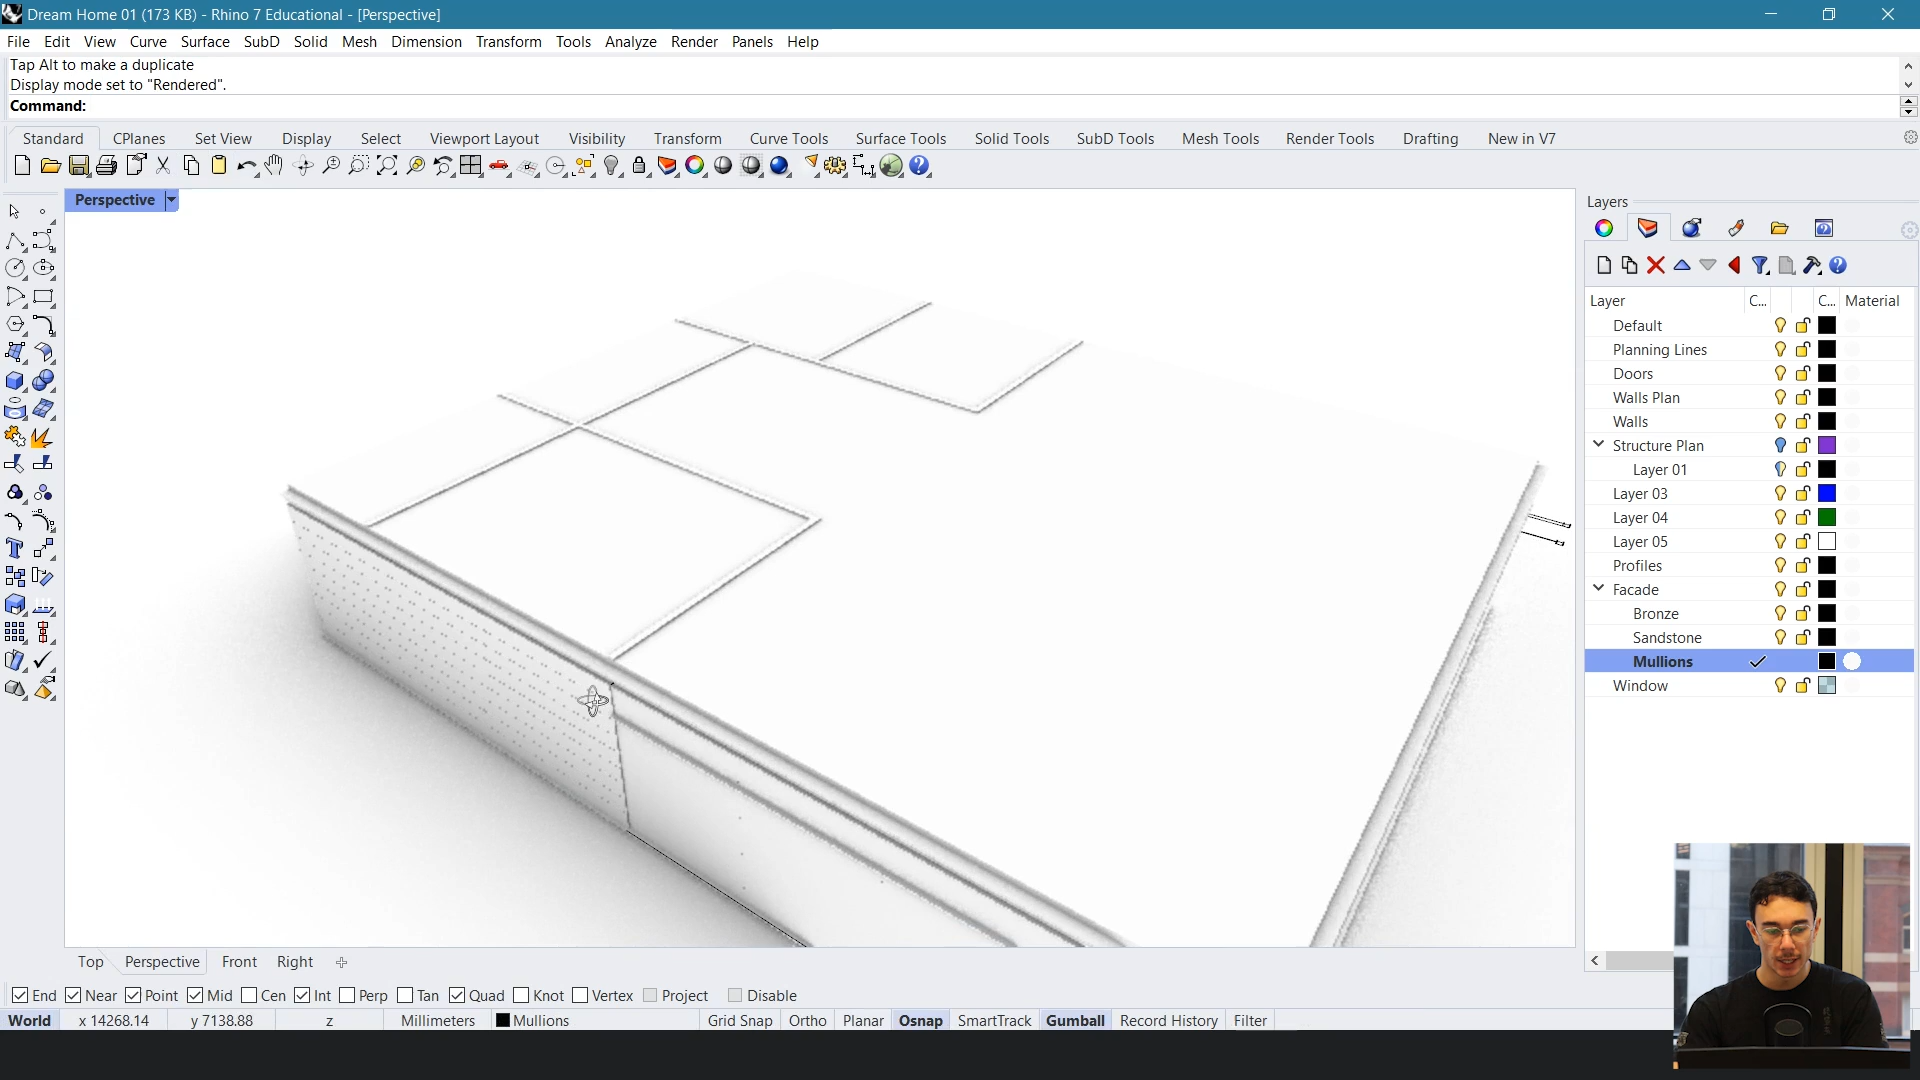 Dream Home 01 (173 KB) - Rhino 7 Educational - [Perspective]
File Edit View Curve Surface SubD Solid Mesh Dimension Transform Tools Analyze Render Panels Help
Tap Alt to make a duplicate
Display mode set to "Rendered".
Command:
Standard CPlanes Set View Display Select Viewport Layout Visibility Transform Curve Tools Surface Tools Solid Tools SubD Tools Mesh Tools Render Tools Drafting New in V7
Perspective
Layers
Layer C... C... Material
Default
Planning Lines
Doors
Walls Plan
Walls
Structure Plan
Layer 01
Layer 03
Layer 04
Layer 05
Profiles
Facade
Bronze
Sandstone
Mullions
Window
Top Perspective Front Right
End Near Point Mid Cen Int Perp Tan Quad Knot Vertex Project Disable
World x 14268.14 y 7138.88 z Millimeters Mullions Grid Snap Ortho Planar Osnap SmartTrack Gumball Record History Filter